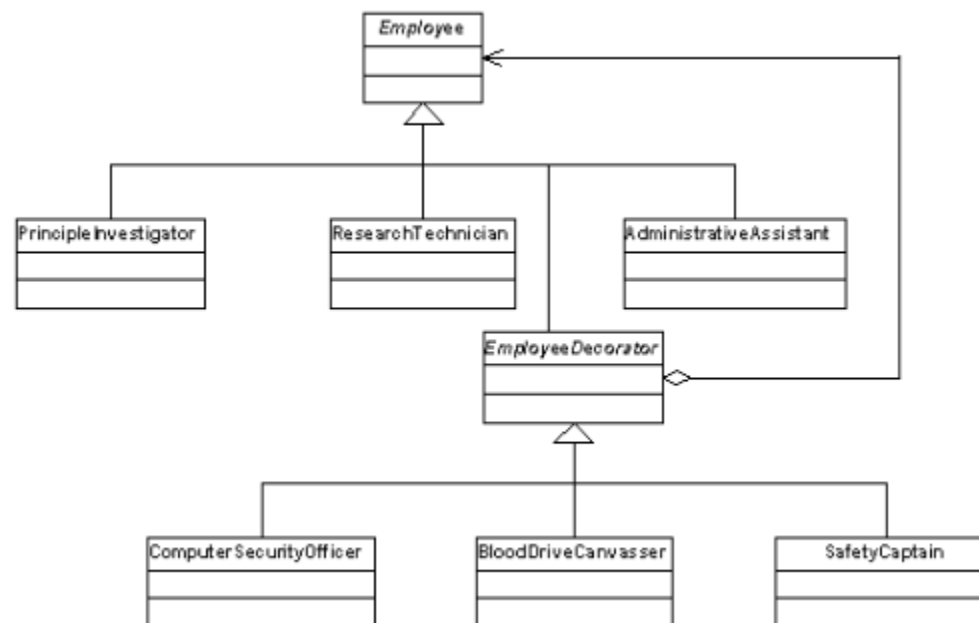 Employee
PrincipleInvestigator
ResearchTechnician
AdministrativeAssistant
EmployeeDecorator
ComputerSecurityOfficer
BloodDriveCanvasser
SafetyCaptain